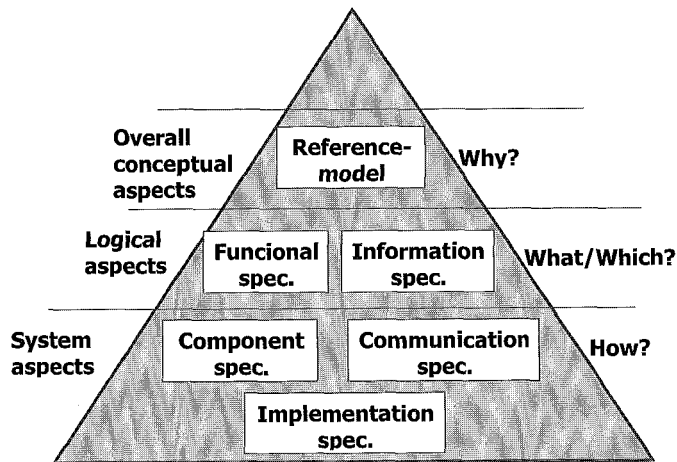 Overall
conceptual
aspects
Reference-
model
Why?
Logical
aspects
Funcional
spec.
Information
spec.
What/Which?
System
aspects
Component
spec.
Communication
spec.
How?
Implementation
spec.